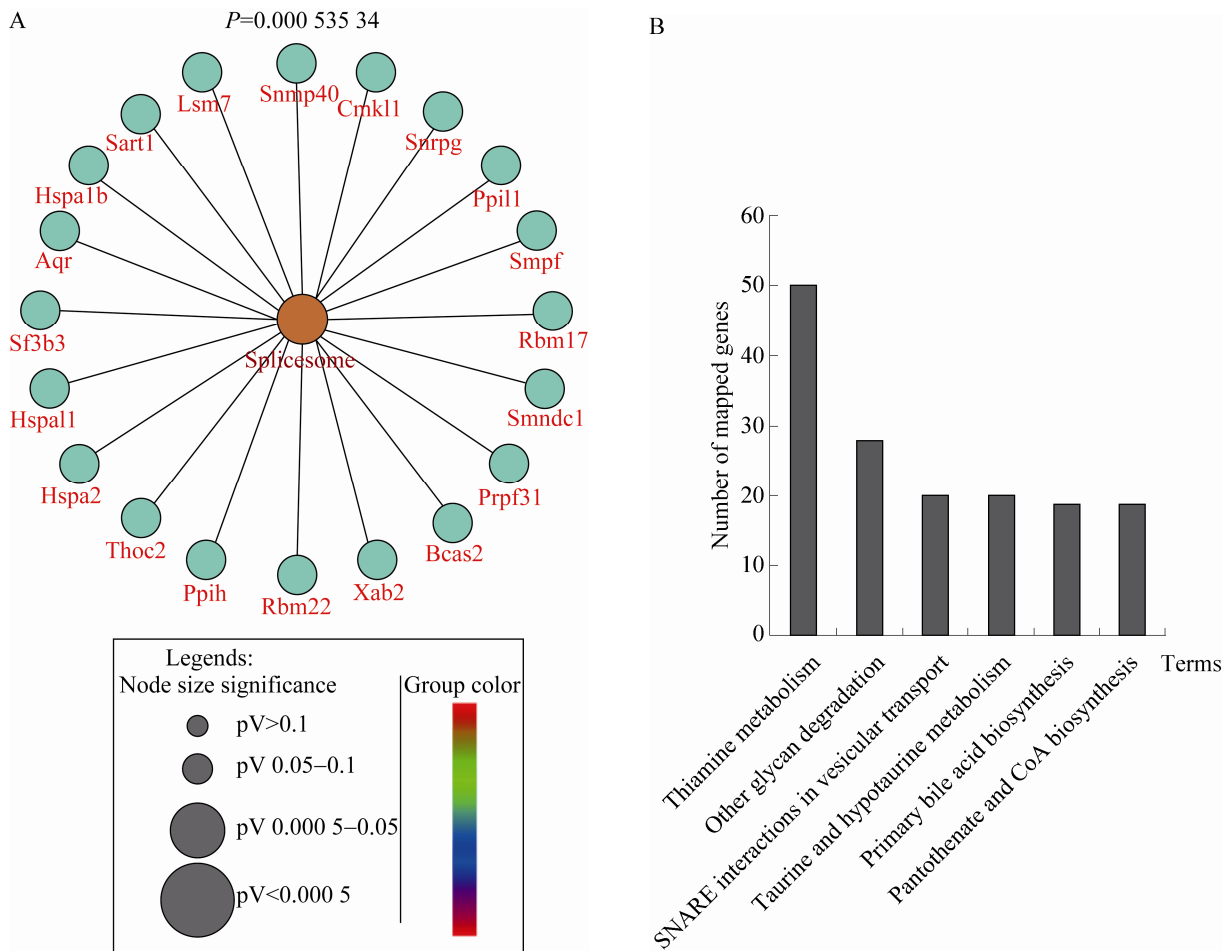 A
P=0.000 535 34
Lsm7
Snmp40
Cmkl1
Sart1
Snrpg
Hspa1b
Ppil1
Aqr
Smpf
Sf3b3
Rbm17
Splicesome
Hspal1
Smndc1
Hspa2
Prpf31
Thoc2
Bcas2
Ppih
Rbm22
Xab2
Legends:
Node size significance
Group color
pV>0.1
pV 0.05–0.1
pV 0.000 5–0.05
pV<0.000 5
B
Number of mapped genes
60
50
40
30
20
10
0
Terms
Thiamine metabolism
Other glycan degradation
SNARE interactions in vesicular transport
Taurine and hypotaurine metabolism
Primary bile acid biosynthesis
Pantothenate and CoA biosynthesis